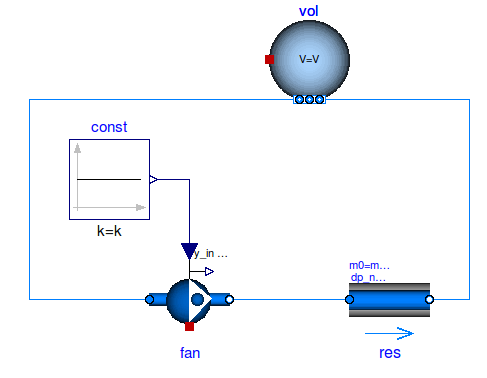 vol
V=V
const
k=k
y_in ...
m0=m...
dp_n...
fan
res